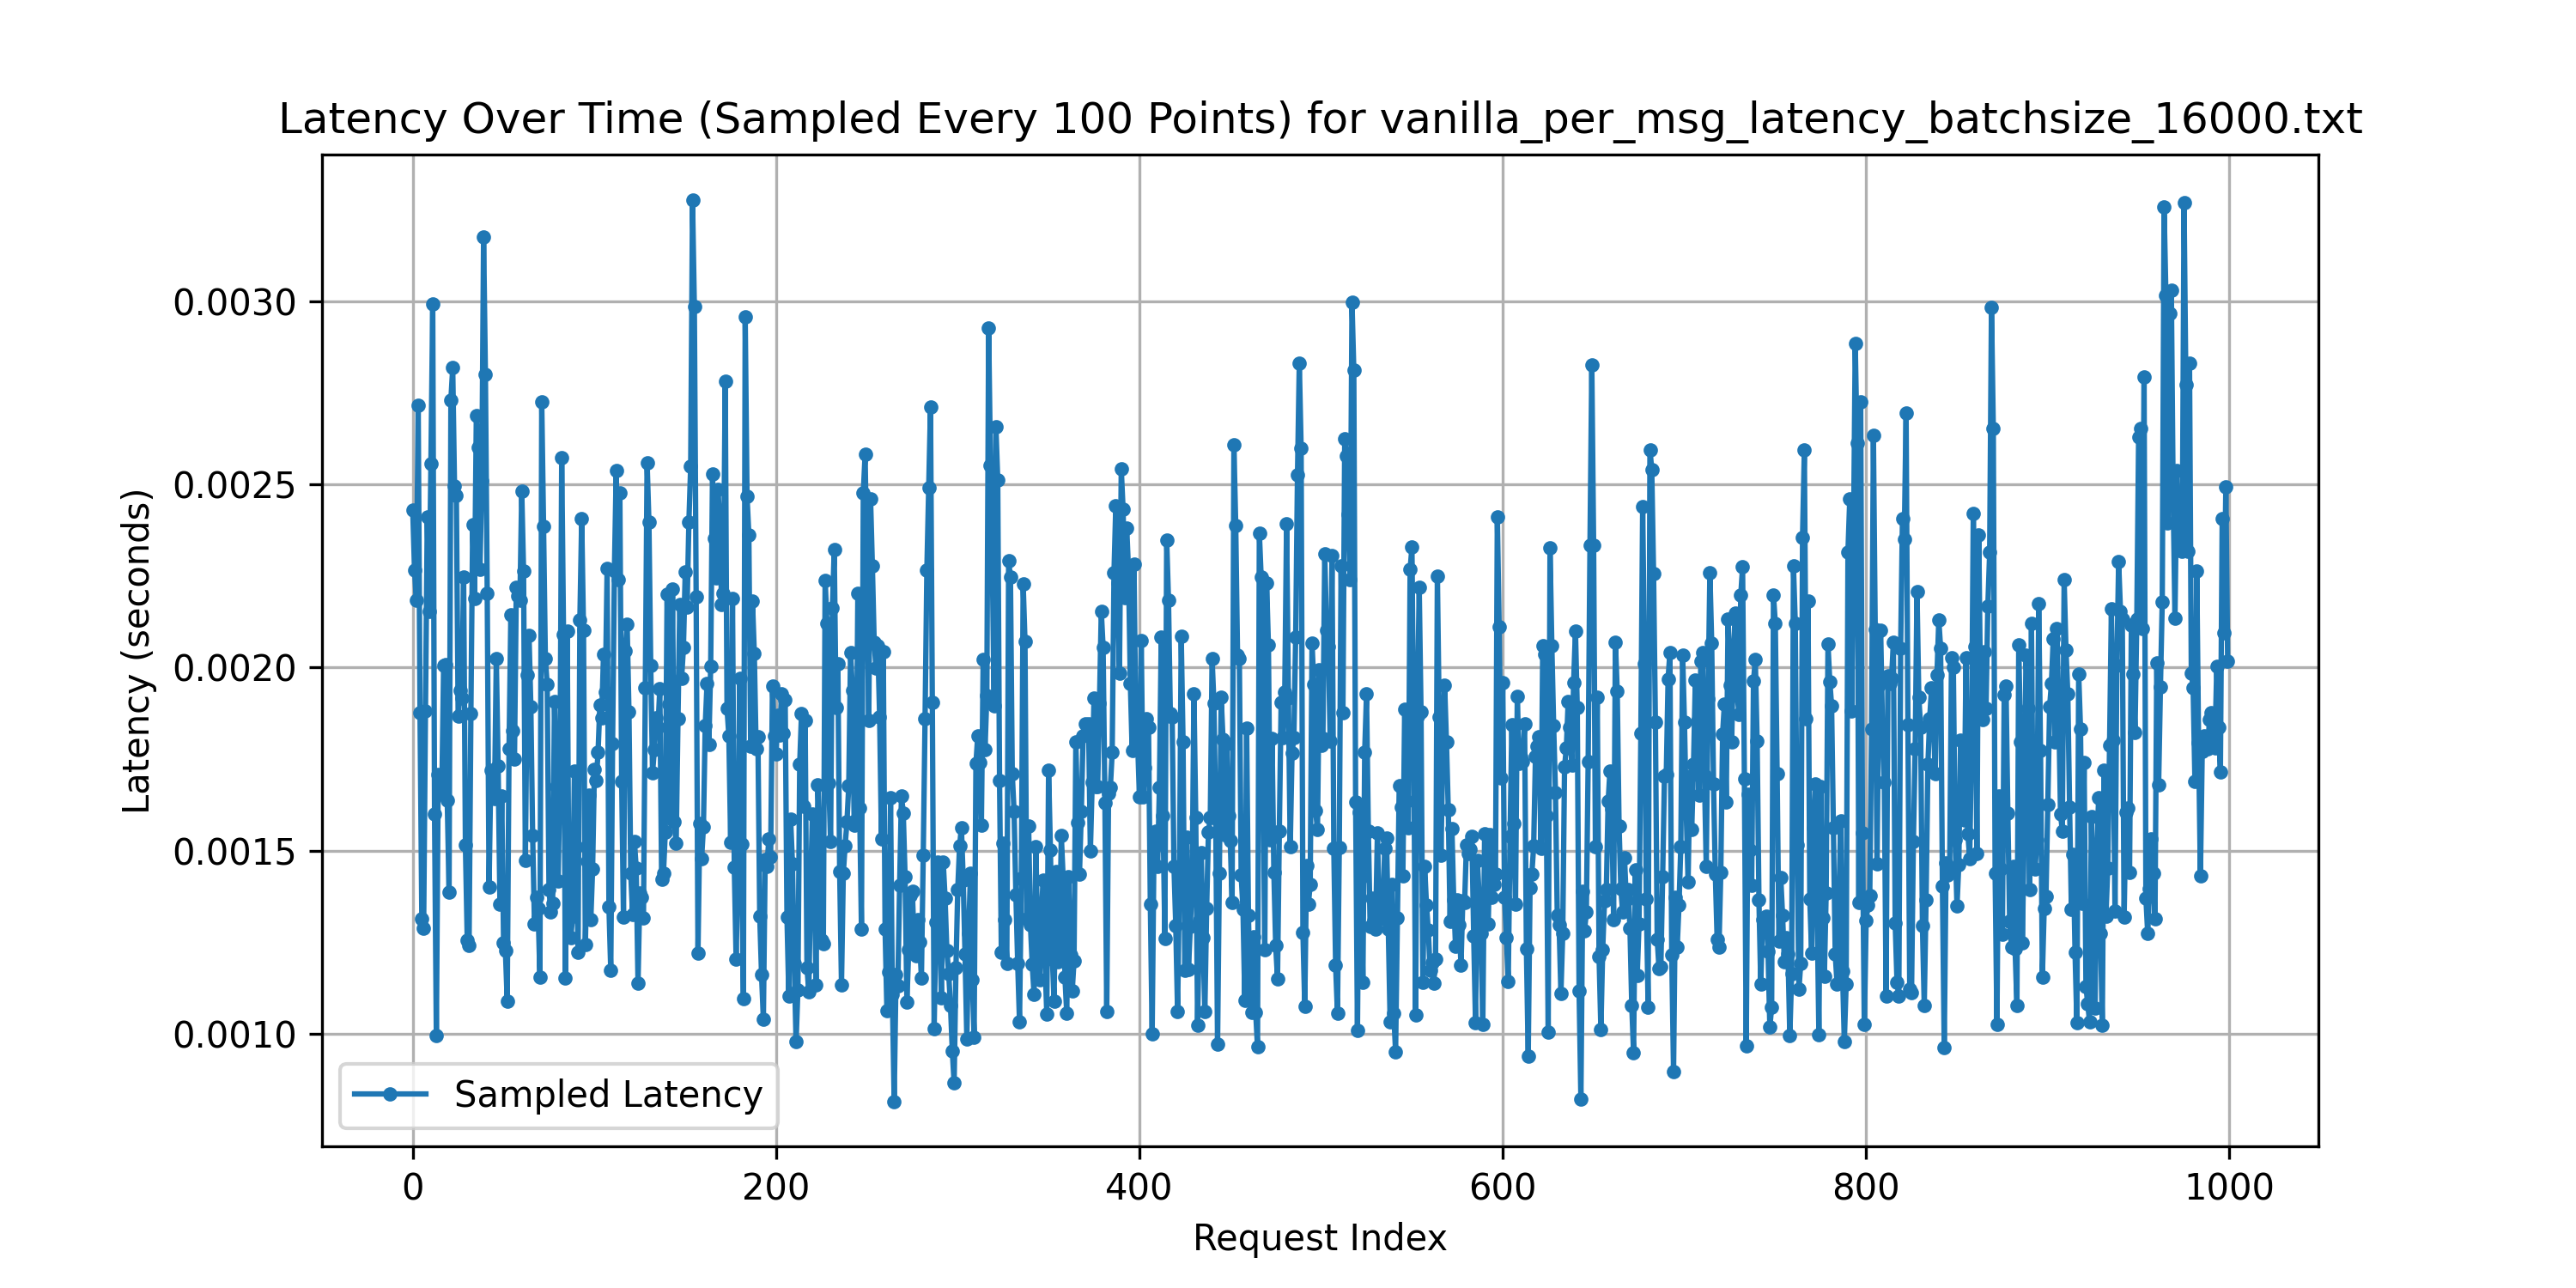 Latency Over Time (Sampled Every 100 Points) for vanilla_per_msg_latency_batchsize_16000.txt
Latency (seconds)
0.0030
0.0025
0.0020
0.0015
0.0010
Sampled Latency
0 200 400 600 800 1000
Request Index